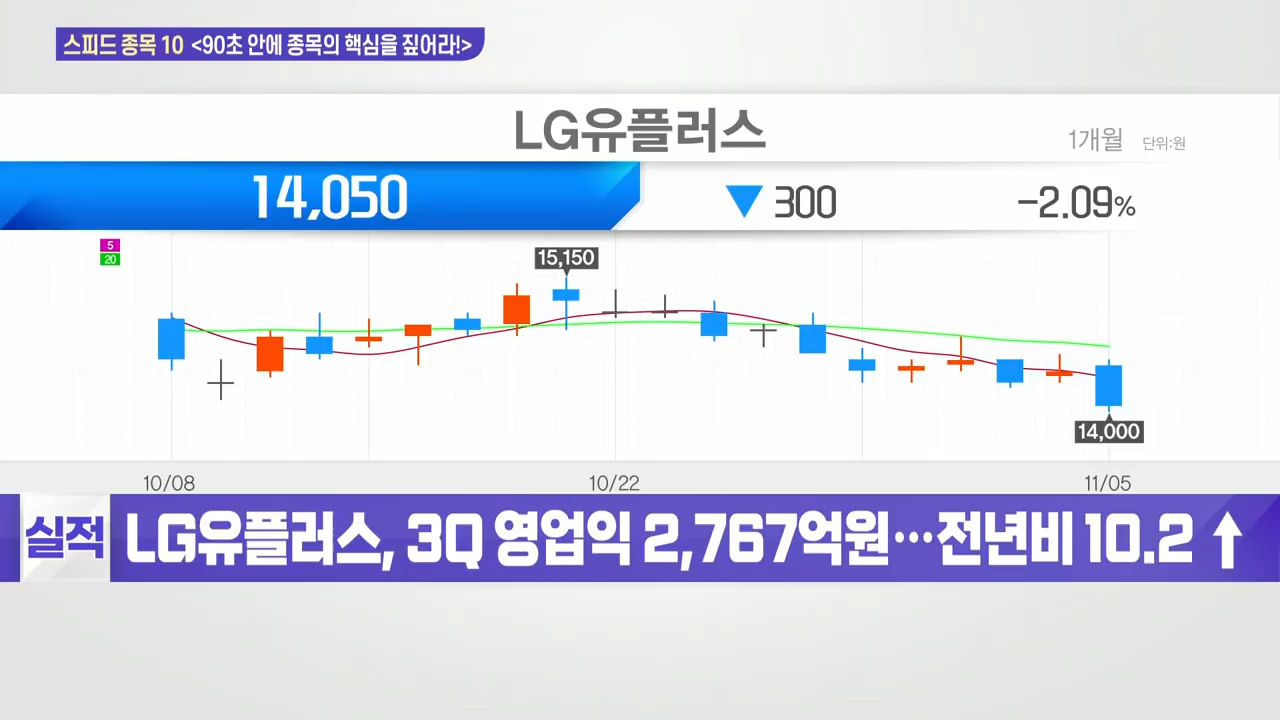 스피드 종목 10 <90초 안에 종목의 핵심을 짚어라!>
LG유플러스
1개월 단위:원
14,050 ▼ 300 -2.09%
5
20
15,150
14,000
10/08 10/22 11/05
실적 LG유플러스, 3Q 영업익 2,767억원…전년비 10.2↑